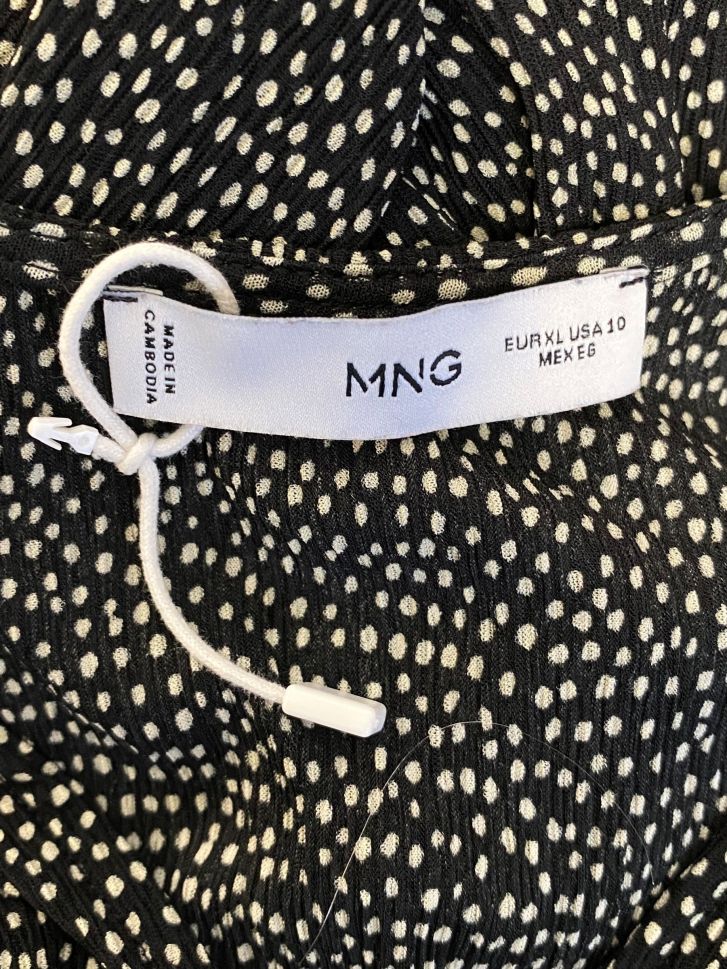 MADE IN
CAMBODIA
MNG
EUR XL USA 10
MEX EG